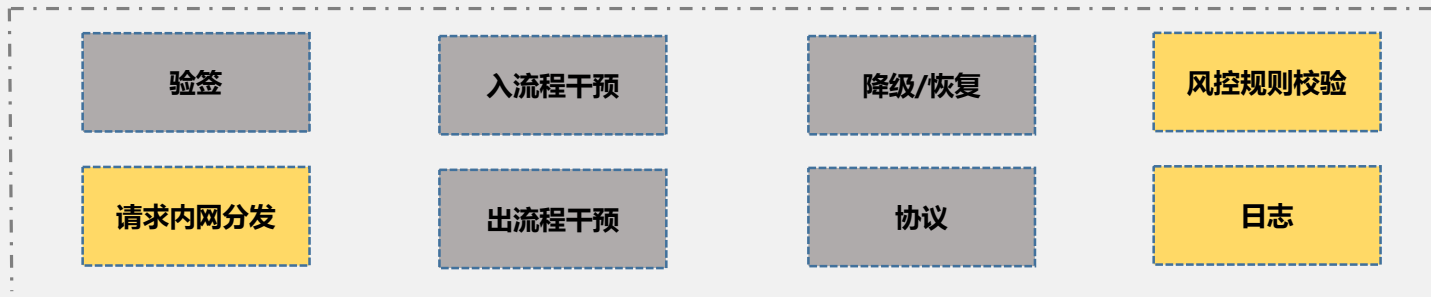 验签
入流程干预
降级/恢复
风控规则校验
请求内网分发
出流程干预
协议
日志